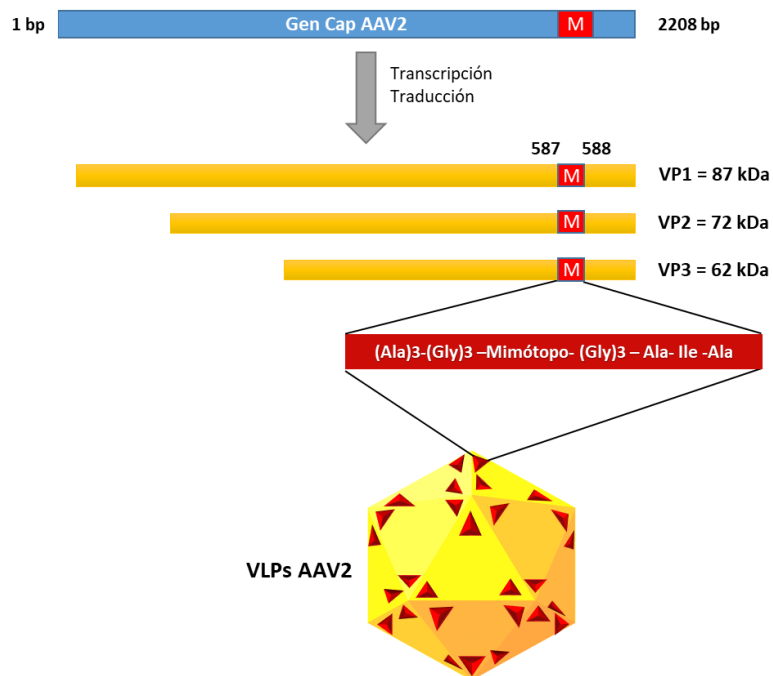 1 bp
Gen Cap AAV2
M
2208 bp
Transcripción
Traducción
587
588
M
VP1 = 87 kDa
M
VP2 = 72 kDa
M
VP3 = 62 kDa
(Ala)3-(Gly)3 –Mimótopo- (Gly)3 – Ala- Ile -Ala
VLPs AAV2